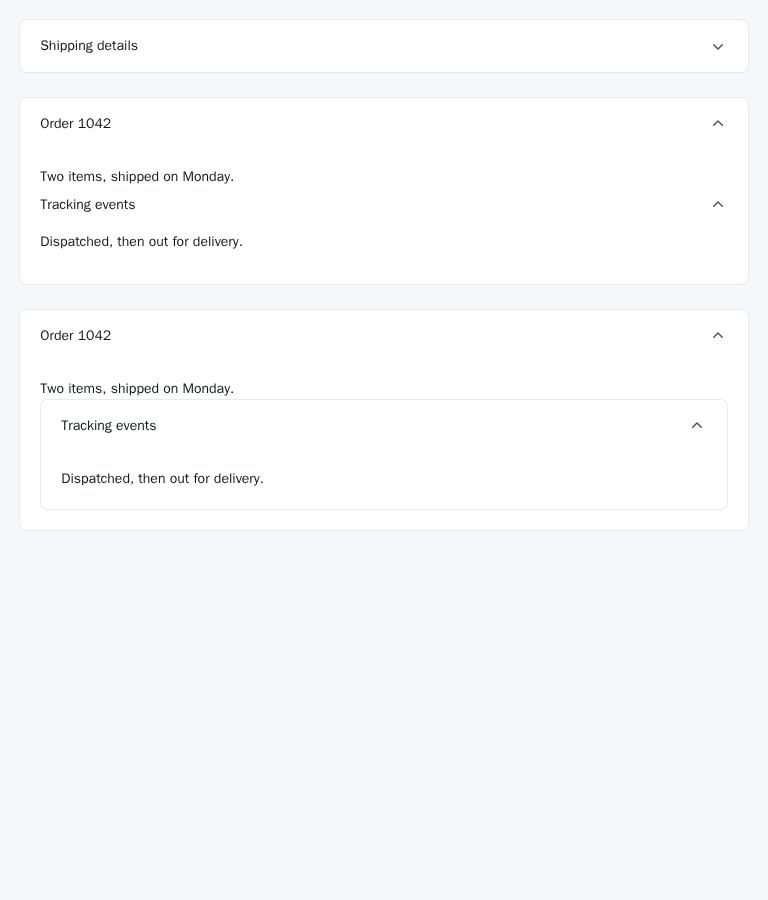 Shipping details
Order 1042
Two items, shipped on Monday.
Tracking events
Dispatched, then out for delivery.
Order 1042
Two items, shipped on Monday.
Tracking events
Dispatched, then out for delivery.